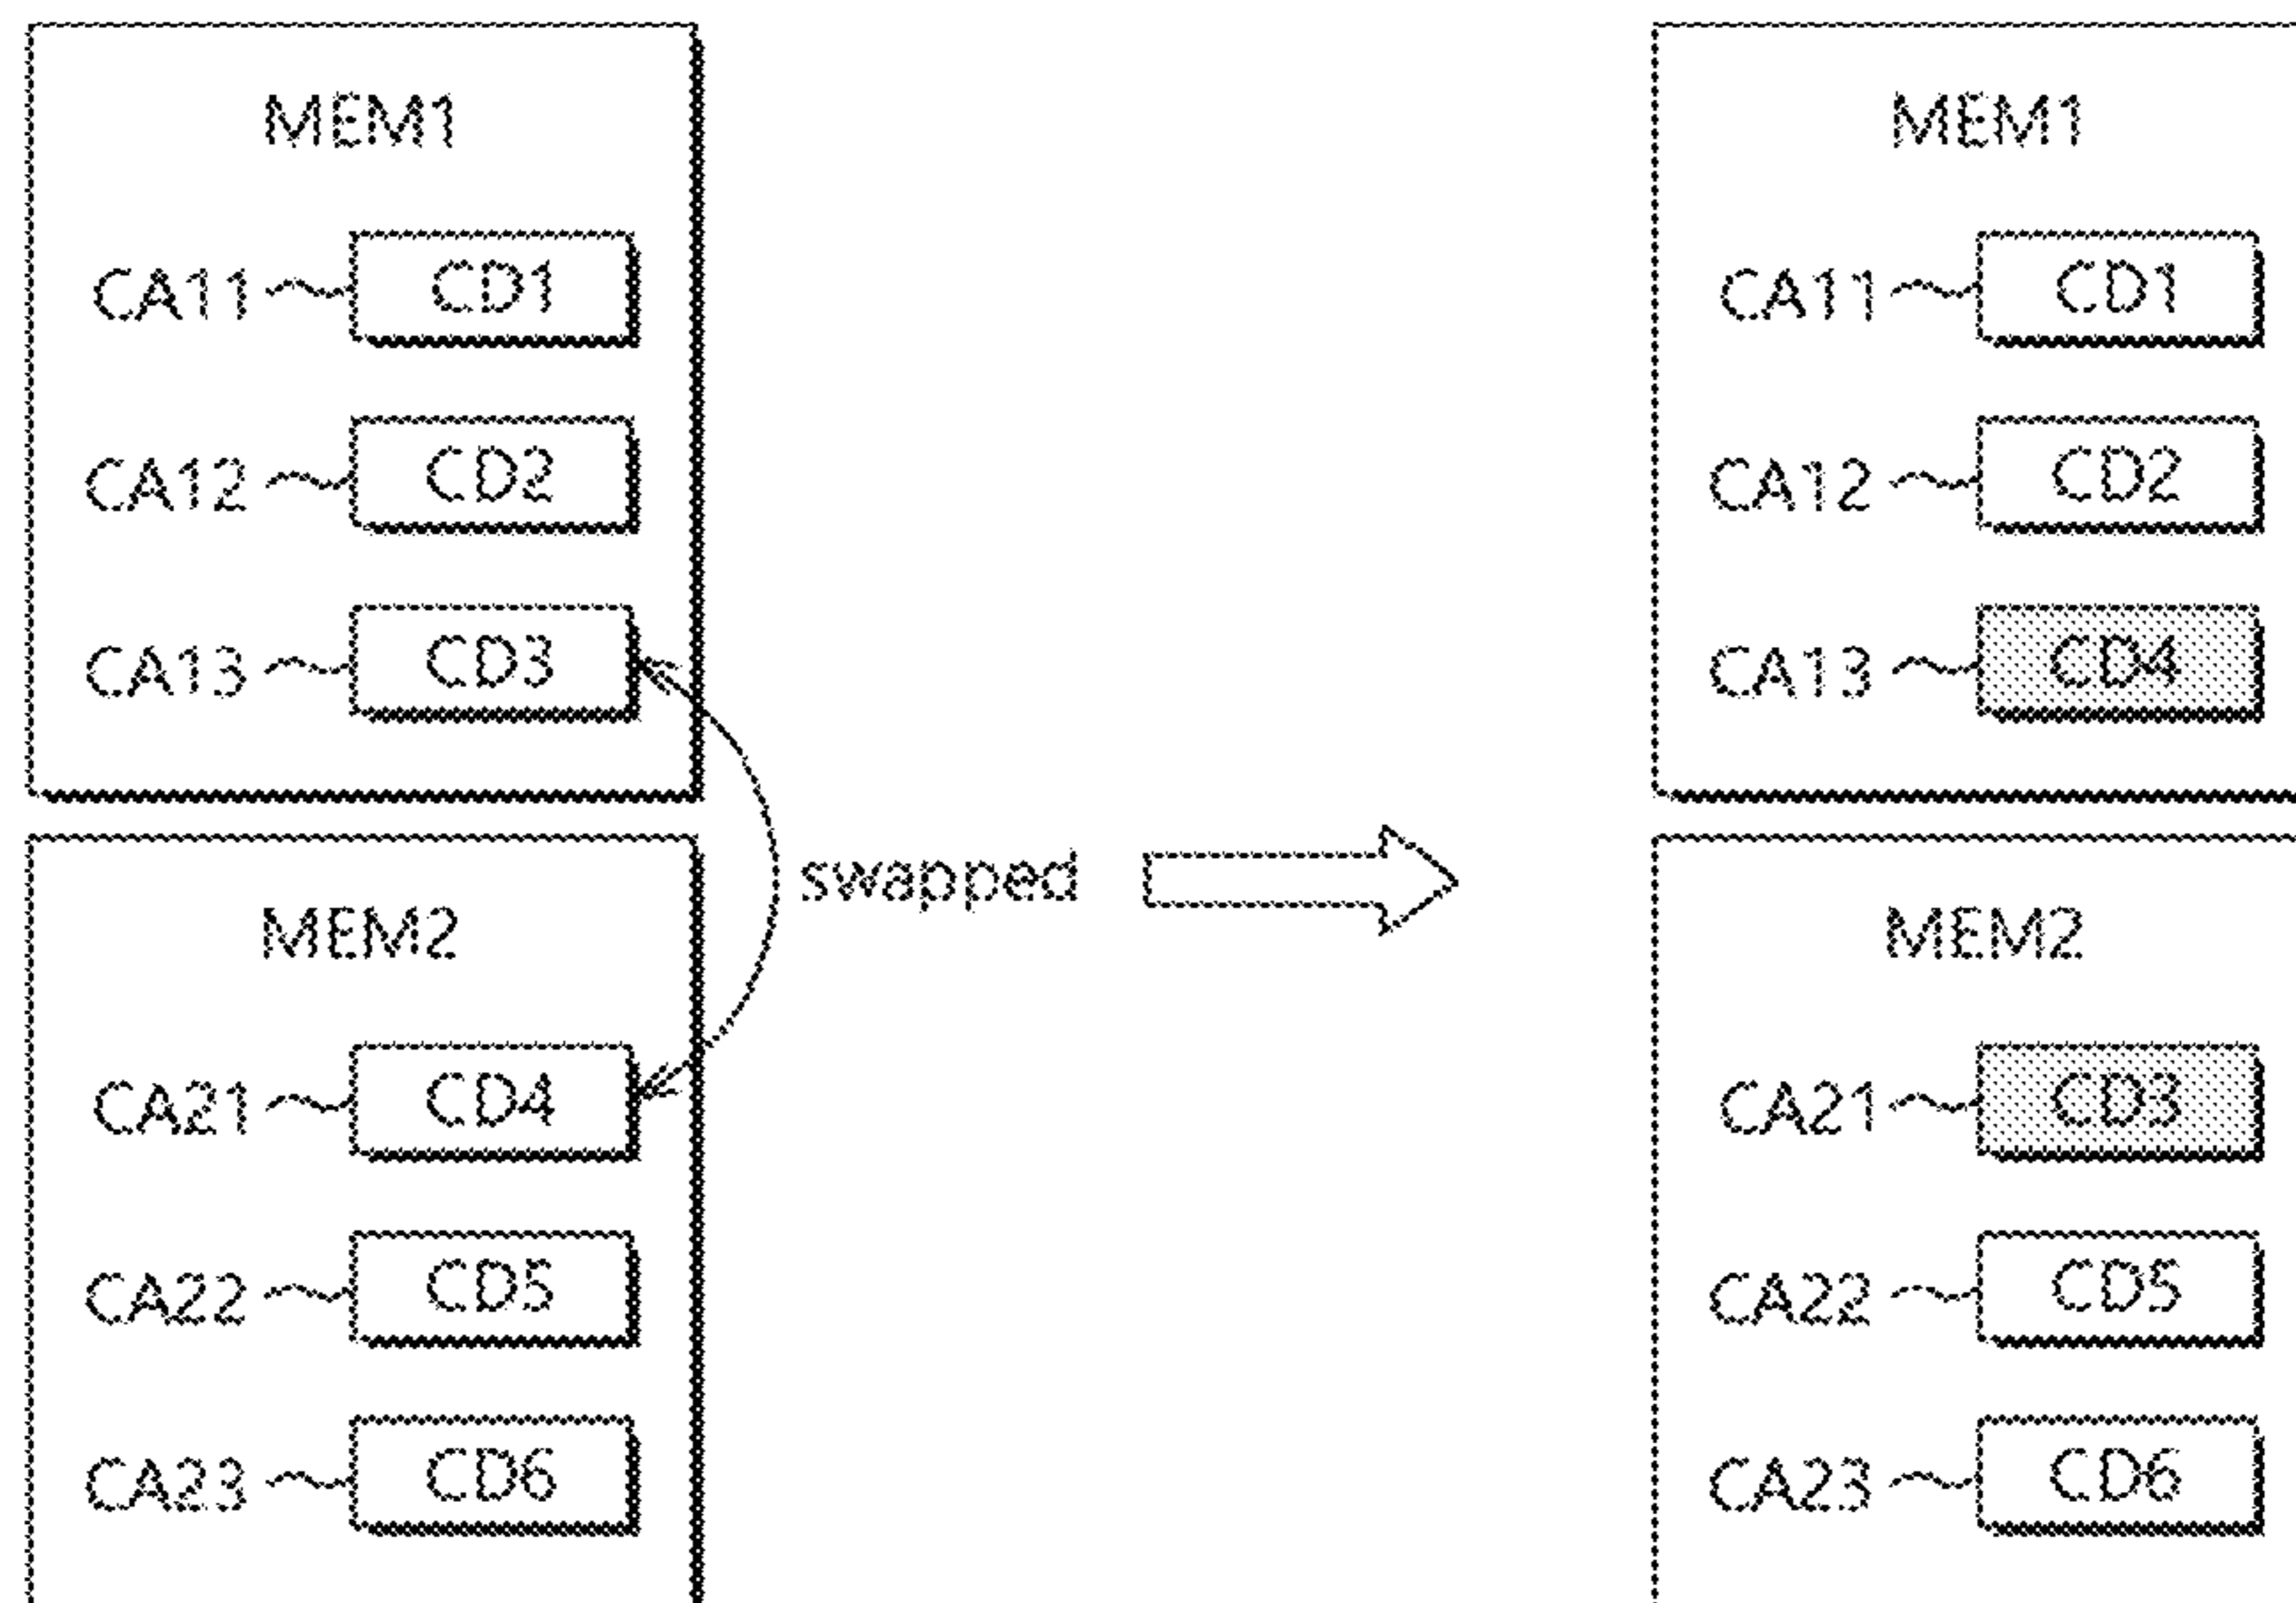 MEM1
CA11 CD1
CA12 CD2
CA13 CD3
MEM2
CA21 CD4
CA22 CD5
CA23 CD6
swapped
MEM1
CA11 CD1
CA12 CD2
CA13 CD4
MEM2
CA21 CD3
CA22 CD5
CA23 CD6